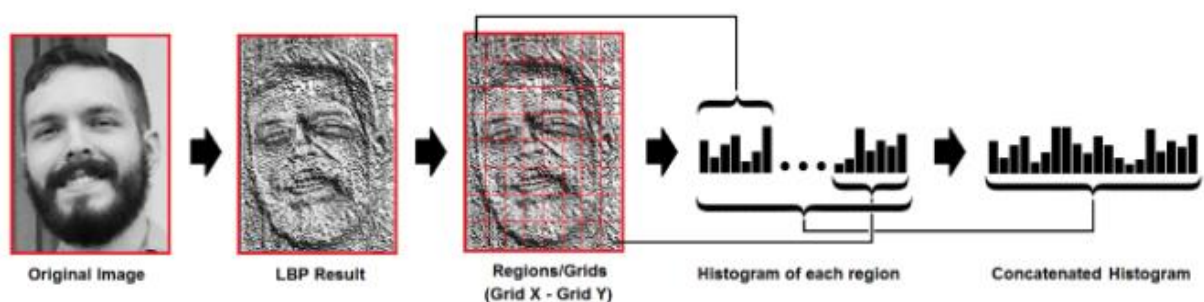 Original Image
LBP Result
Regions/Grids
(Grid X - Grid Y)
Histogram of each region
Concatenated Histogram